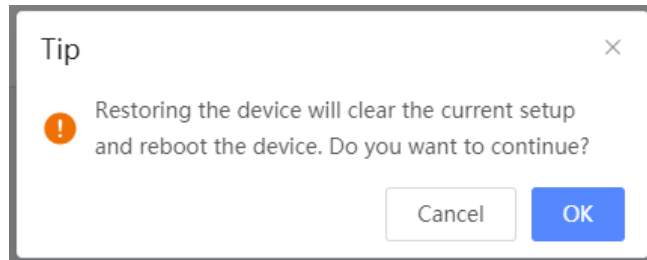 Tip
Restoring the device will clear the current setup
and reboot the device. Do you want to continue?
Cancel
OK